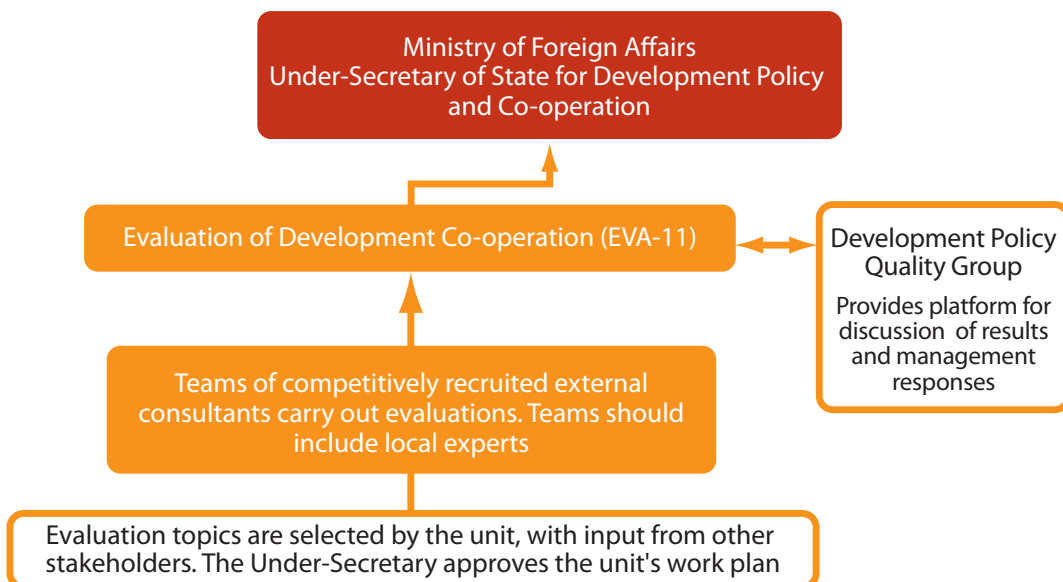 Ministry of Foreign Affairs
Under-Secretary of State for Development Policy
and Co-operation
Evaluation of Development Co-operation (EVA-11)
Development Policy
Quality Group
Provides platform for
discussion of results
and management
responses
Teams of competitively recruited external
consultants carry out evaluations. Teams should
include local experts
Evaluation topics are selected by the unit, with input from other
stakeholders. The Under-Secretary approves the unit's work plan